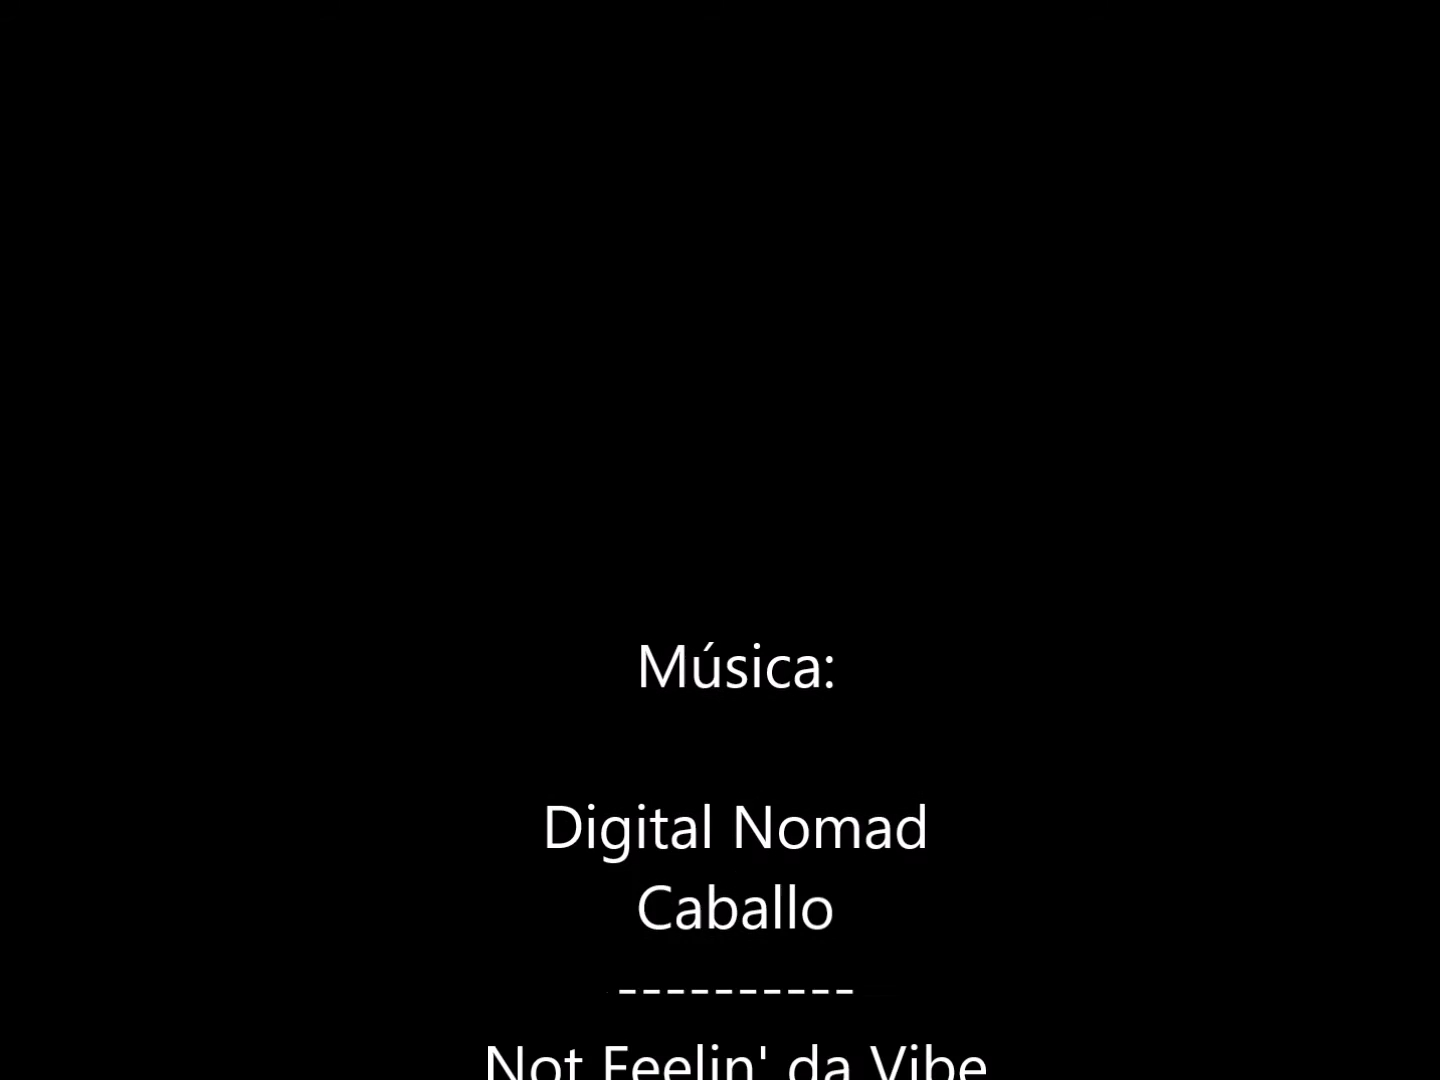 Música:
Digital Nomad
Caballo
----------
Not Feelin' da Vibe